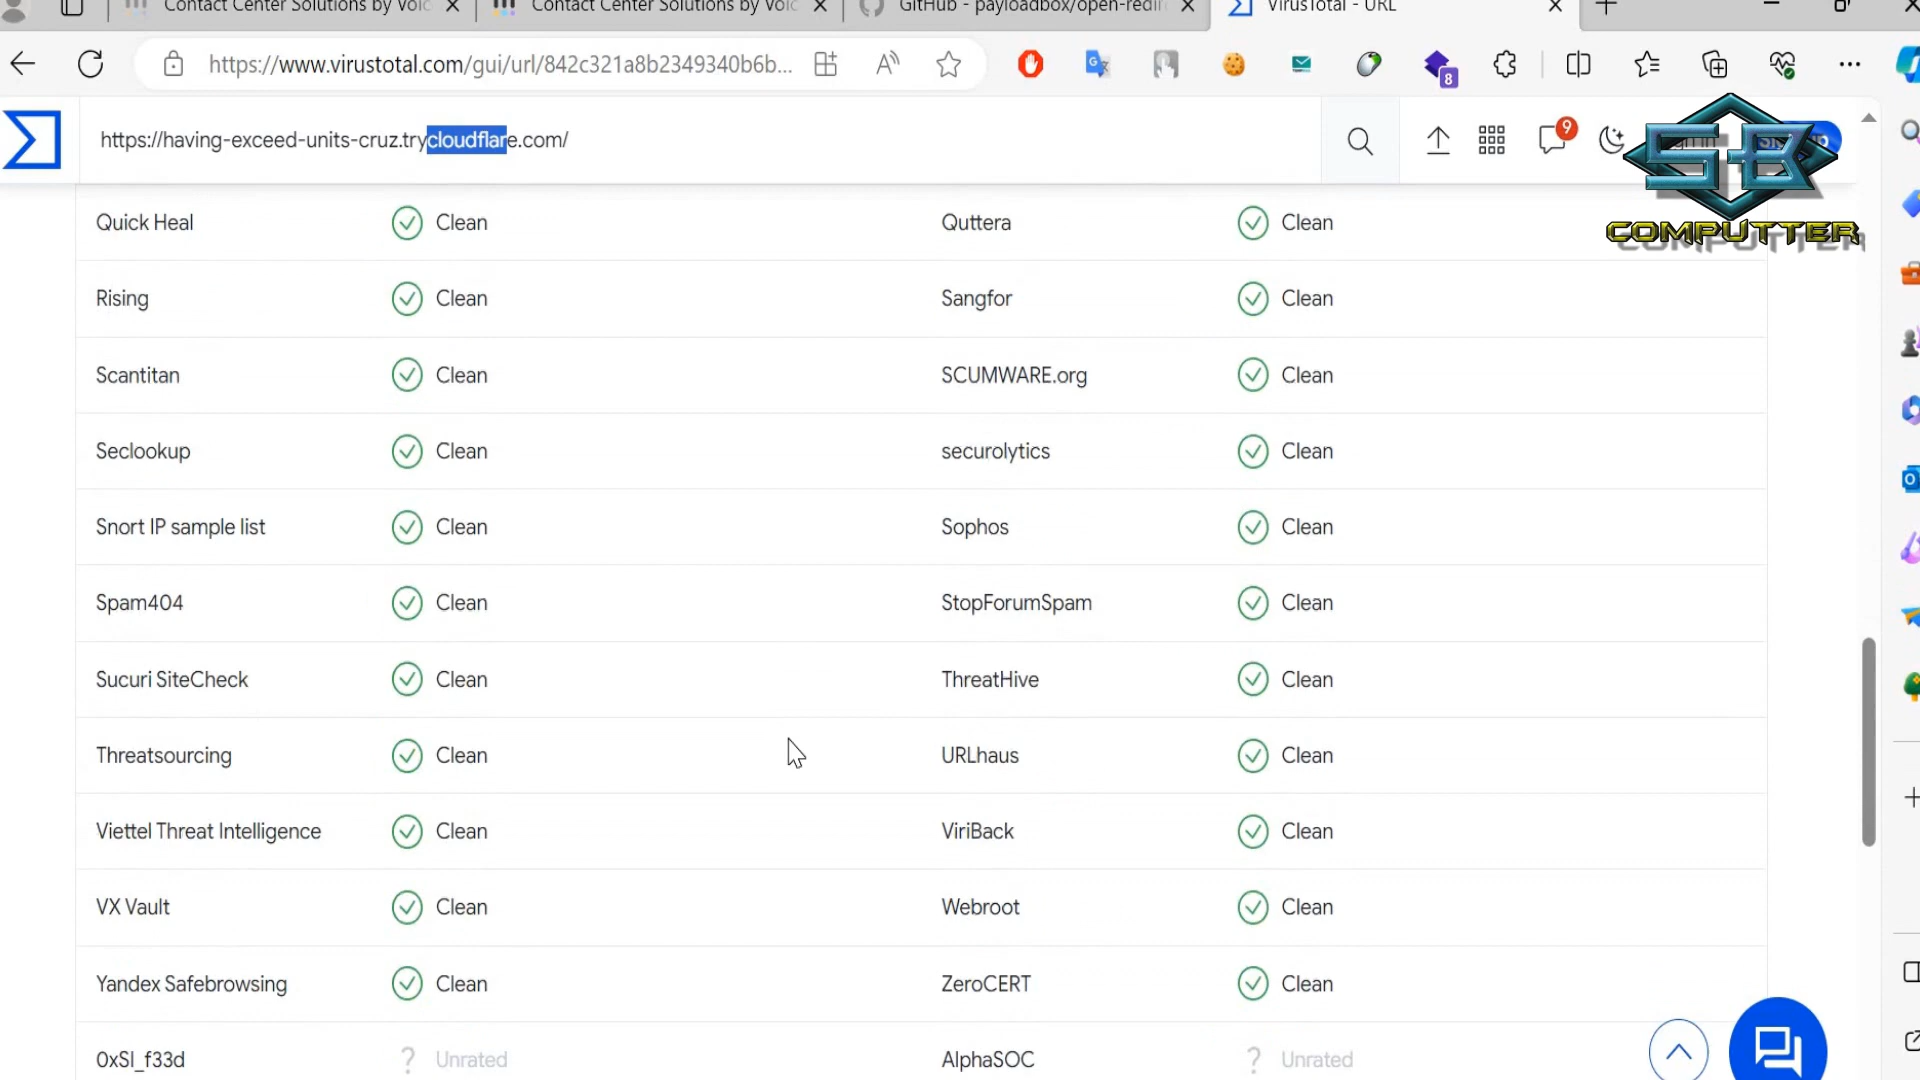 Contact Center Solutions by Voic
Contact Center Solutions by Voic
GitHub - payloadbox/open-redire
VirusTotal - URL
https://www.virustotal.com/gui/url/842c321a8b2349340b6b...
8
https://having-exceed-units-cruz.trycloudflare.com/
9
SB
COMPUTTER
Quick Heal Clean Quttera Clean
Rising Clean Sangfor Clean
Scantitan Clean SCUMWARE.org Clean
Seclookup Clean securolytics Clean
Snort IP sample list Clean Sophos Clean
Spam404 Clean StopForumSpam Clean
Sucuri SiteCheck Clean ThreatHive Clean
Threatsourcing Clean URLhaus Clean
Viettel Threat Intelligence Clean ViriBack Clean
VX Vault Clean Webroot Clean
Yandex Safebrowsing Clean ZeroCERT Clean
0xSI_f33d ? Unrated AlphaSOC ? Unrated